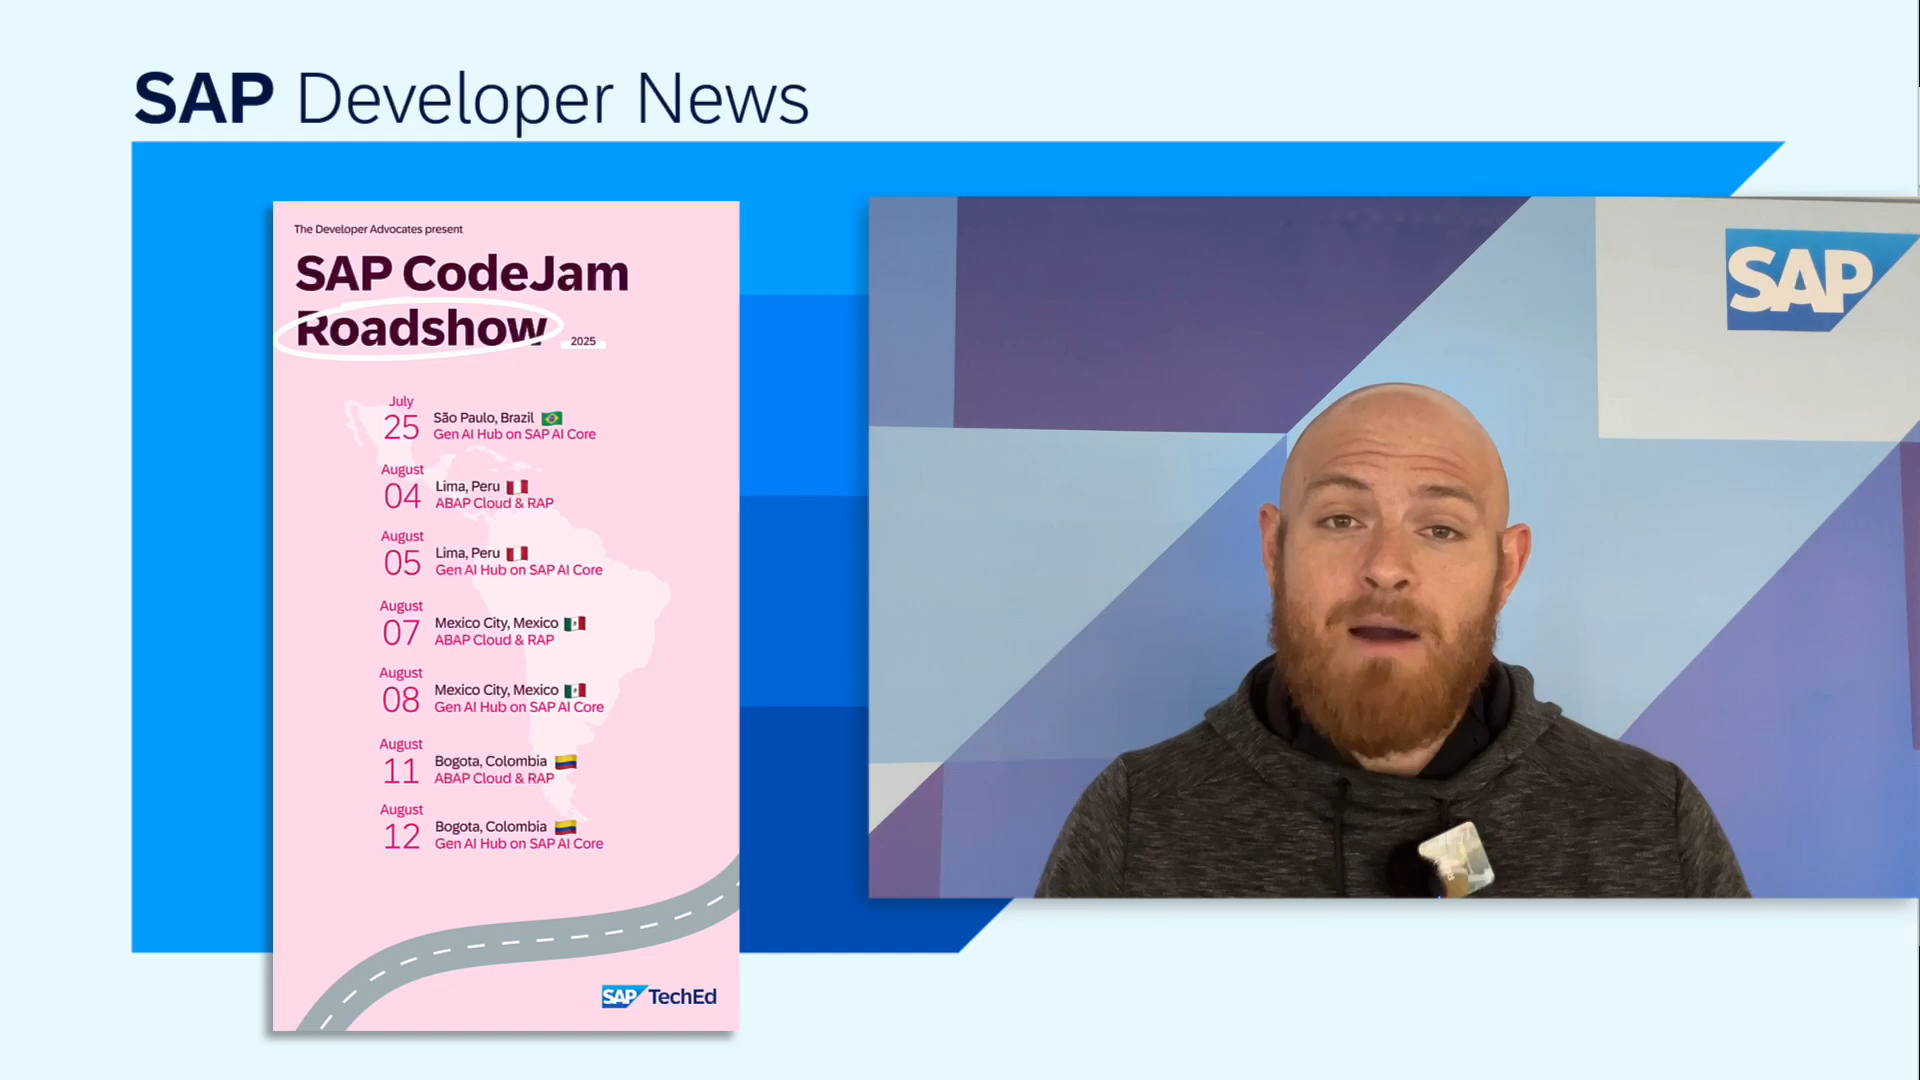 SAP Developer News
The Developer Advocates present
SAP CodeJam
Roadshow 2025
July
25
São Paulo, Brazil
Gen AI Hub on SAP AI Core
August
04
Lima, Peru
ABAP Cloud & RAP
August
05
Lima, Peru
Gen AI Hub on SAP AI Core
August
07
Mexico City, Mexico
ABAP Cloud & RAP
August
08
Mexico City, Mexico
Gen AI Hub on SAP AI Core
August
11
Bogota, Colombia
ABAP Cloud & RAP
August
12
Bogota, Colombia
Gen AI Hub on SAP AI Core
SAP TechEd
SAP